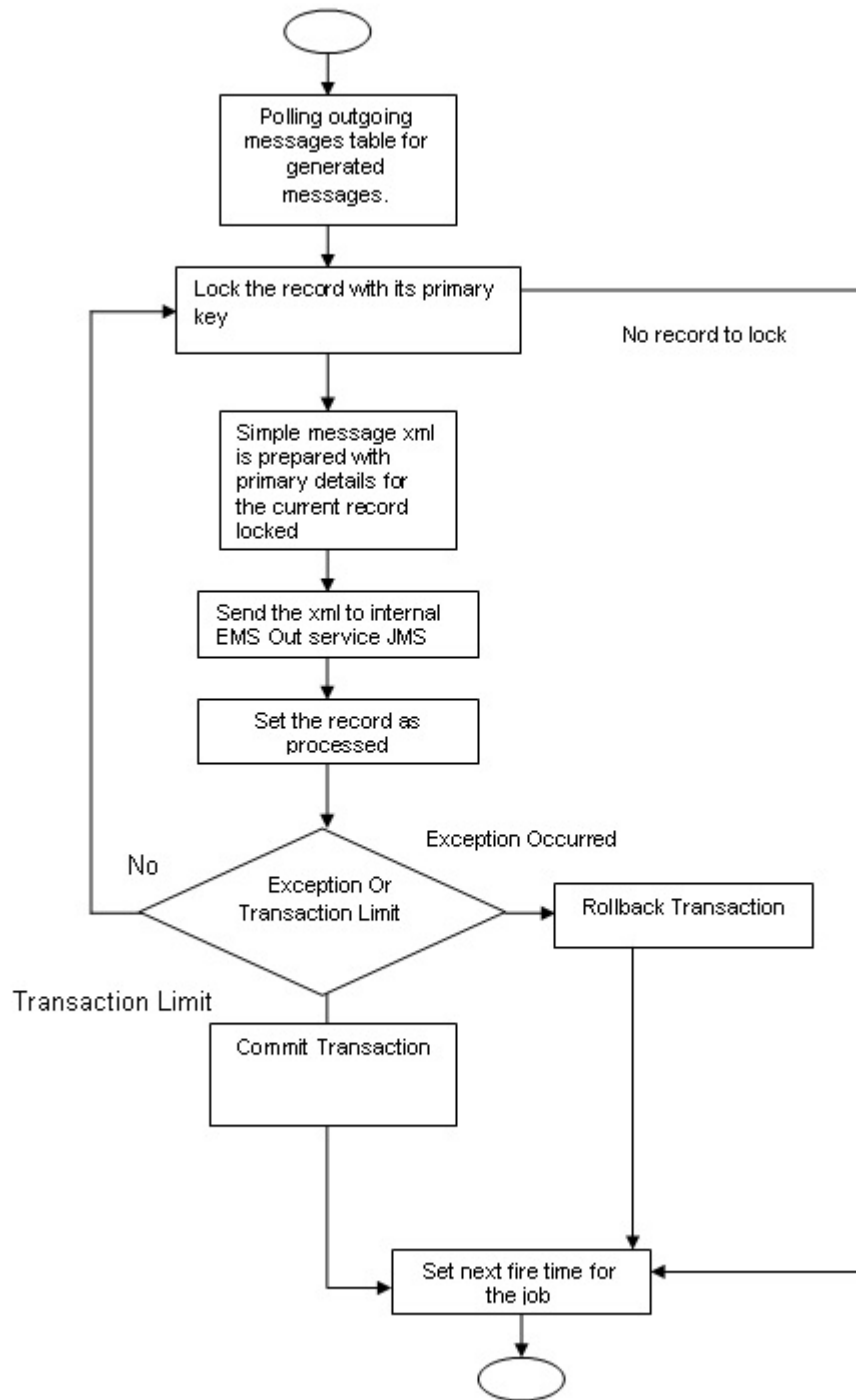 Polling outgoing
messages table for
generated
messages.
Lock the record with its primary
key
No record to lock
Simple message xml
is prepared with
primary details for
the current record
locked
Send the xml to internal
EMS Out service JMS
Set the record as
processed
Exception Occurred
No
Exception Or
Transaction Limit
Rollback Transaction
Transaction Limit
Commit Transaction
Set next fire time for
the job